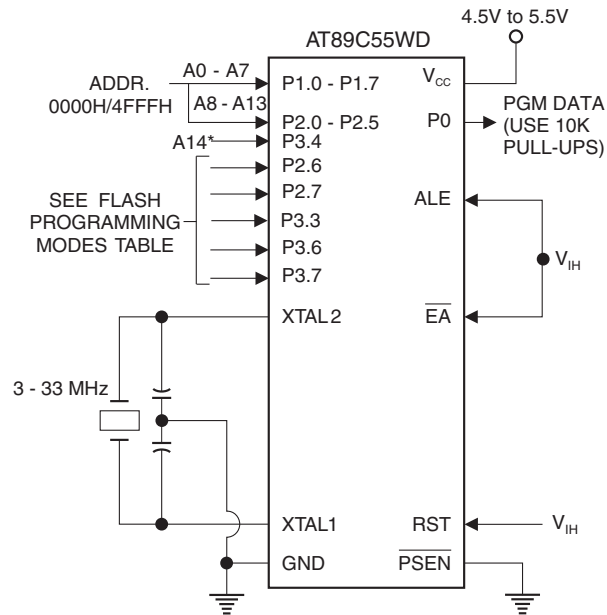 4.5V to 5.5V
AT89C55WD
A0 - A7
ADDR.
0000H/4FFFH
A8 - A13
A14*
P1.0 - P1.7
P2.0 - P2.5
P3.4
P2.6
P2.7
P3.3
P3.6
P3.7
SEE FLASH
PROGRAMMING
MODES TABLE
XTAL2
3 - 33 MHz
XTAL1
GND
VCC
P0
PGM DATA
(USE 10K
PULL-UPS)
ALE
VIH
EA
RST
VIH
PSEN